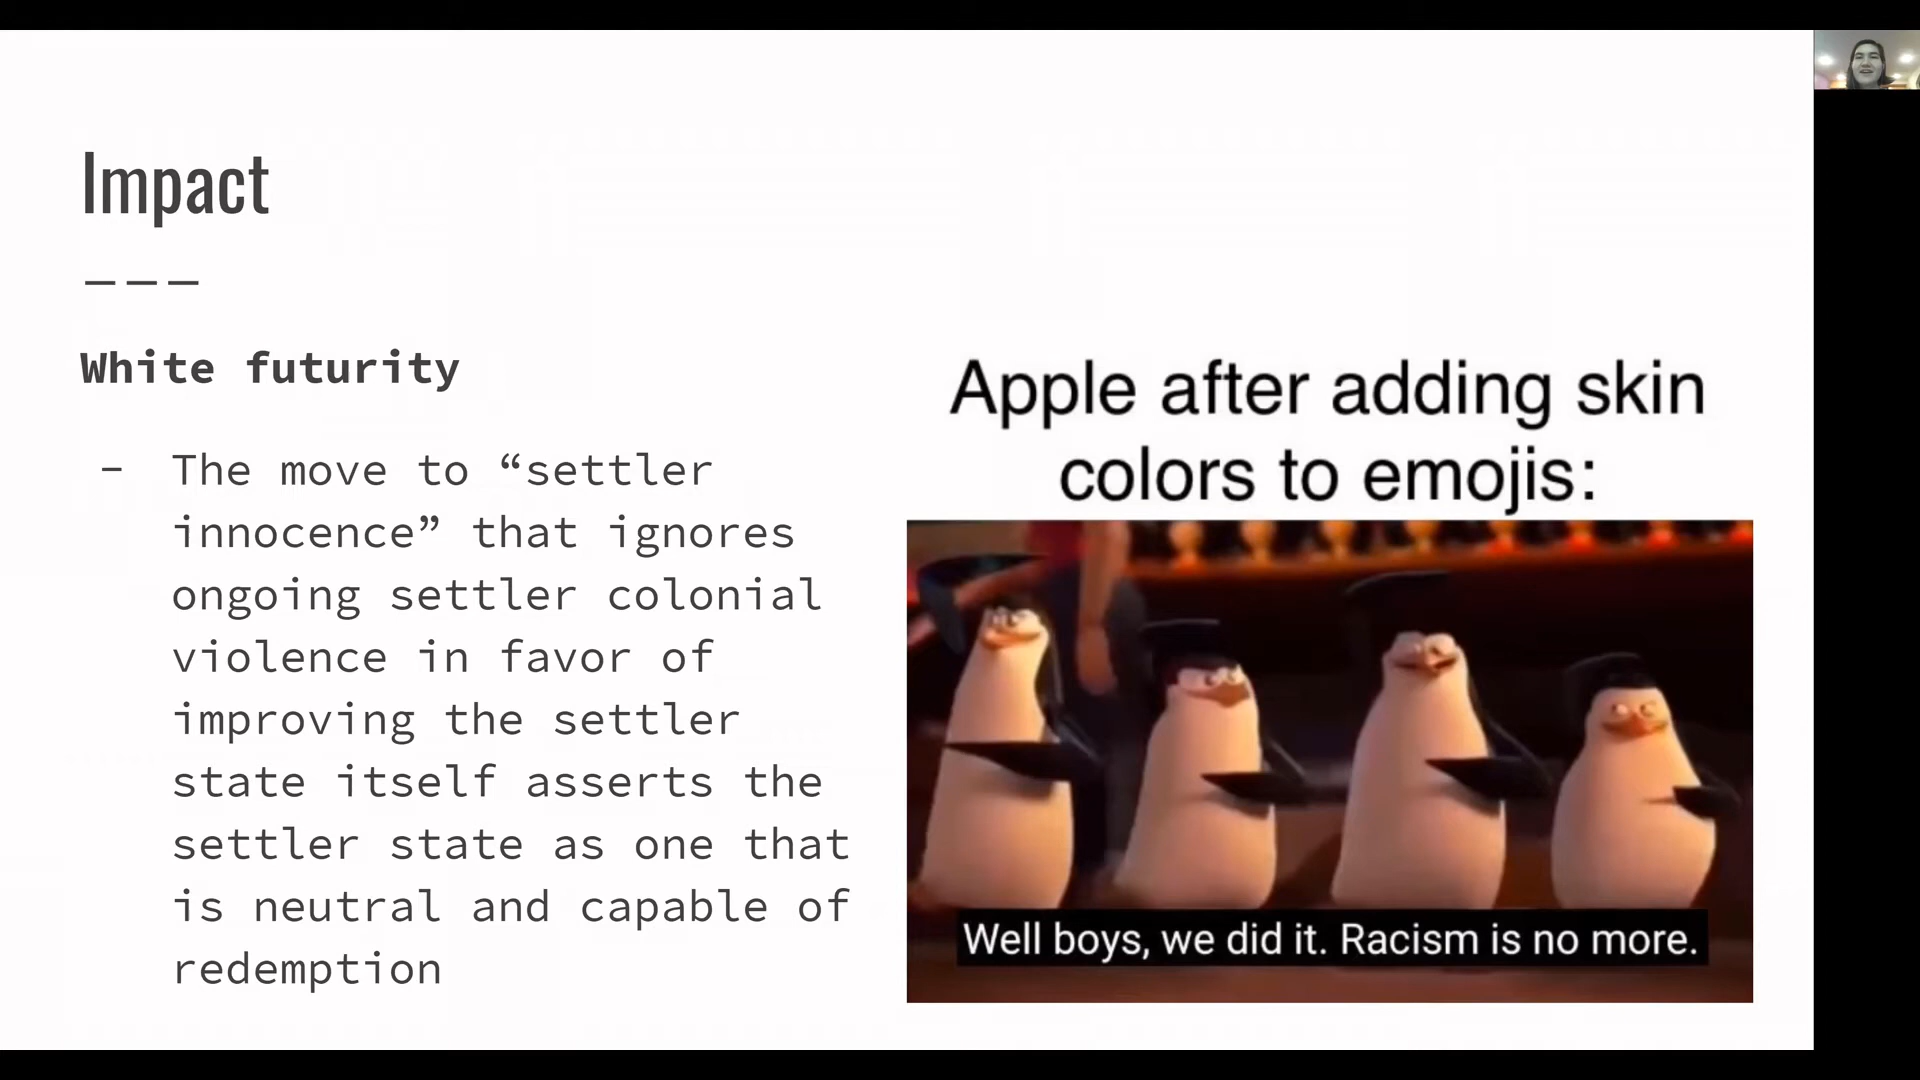 Impact
———
White futurity
- The move to “settler
innocence” that ignores
ongoing settler colonial
violence in favor of
improving the settler
state itself asserts the
settler state as one that
is neutral and capable of
redemption
Apple after adding skin
colors to emojis:
Well boys, we did it. Racism is no more.